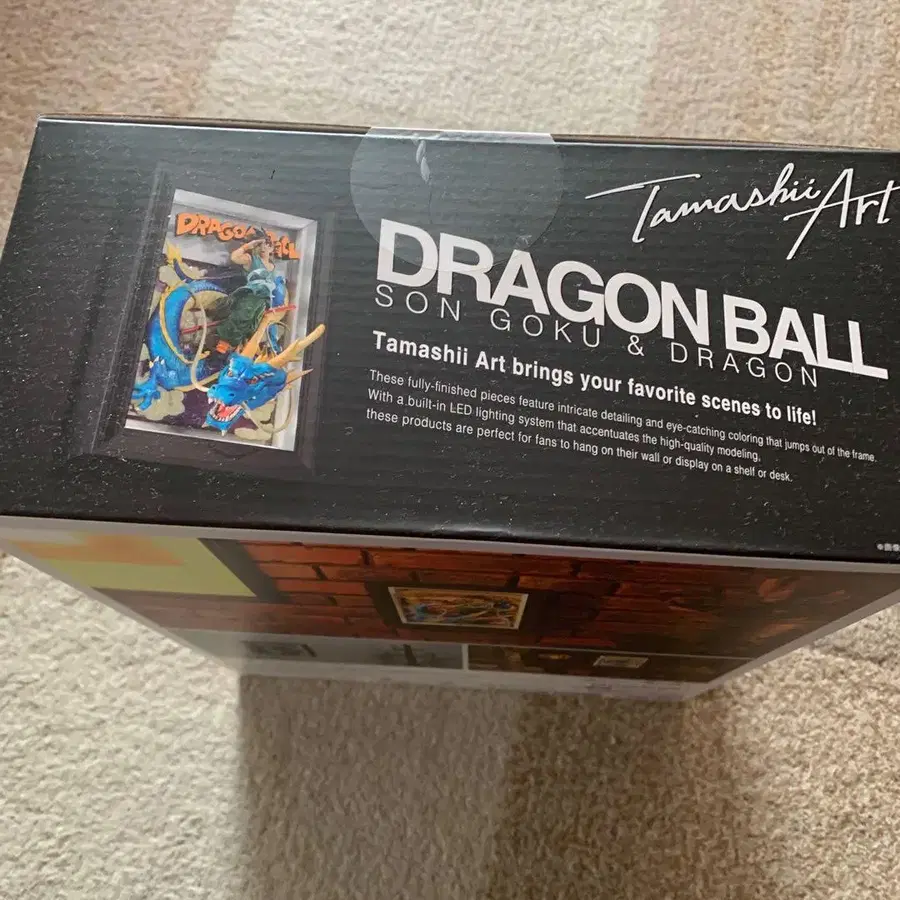 Tamashii Art
DRAGON BALL
SON GOKU & DRAGON
Tamashii Art brings your favorite scenes to life!
These fully-finished pieces feature intricate detailing and eye-catching coloring that jumps out of the frame.
With a built-in LED lighting system that accentuates the high-quality modeling,
these products are perfect for fans to hang on their wall or display on a shelf or desk.